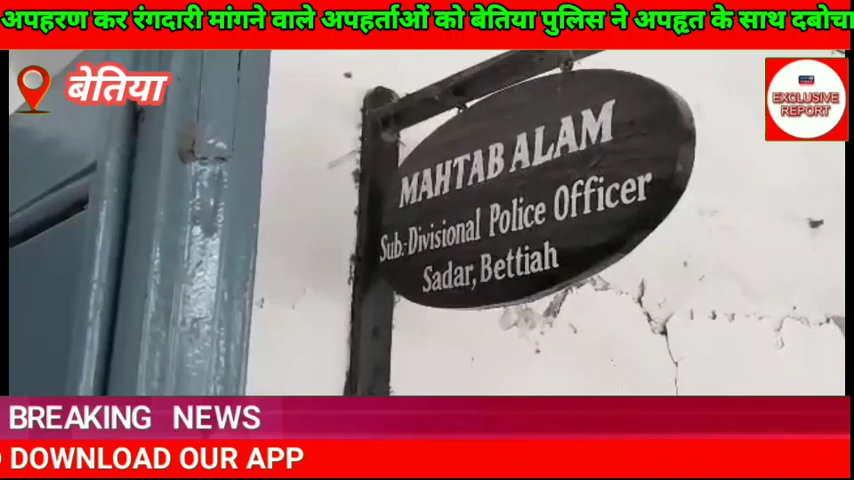 अपहरण कर रंगदारी मांगने वाले अपहर्ताओं को बेतिया पुलिस ने अपहृत के साथ दबोचा
बेतिया
EXCLUSIVE
REPORT
MAHTAB ALAM
Sub-Divisional Police Officer
Sadar, Bettiah
BREAKING NEWS
DOWNLOAD OUR APP